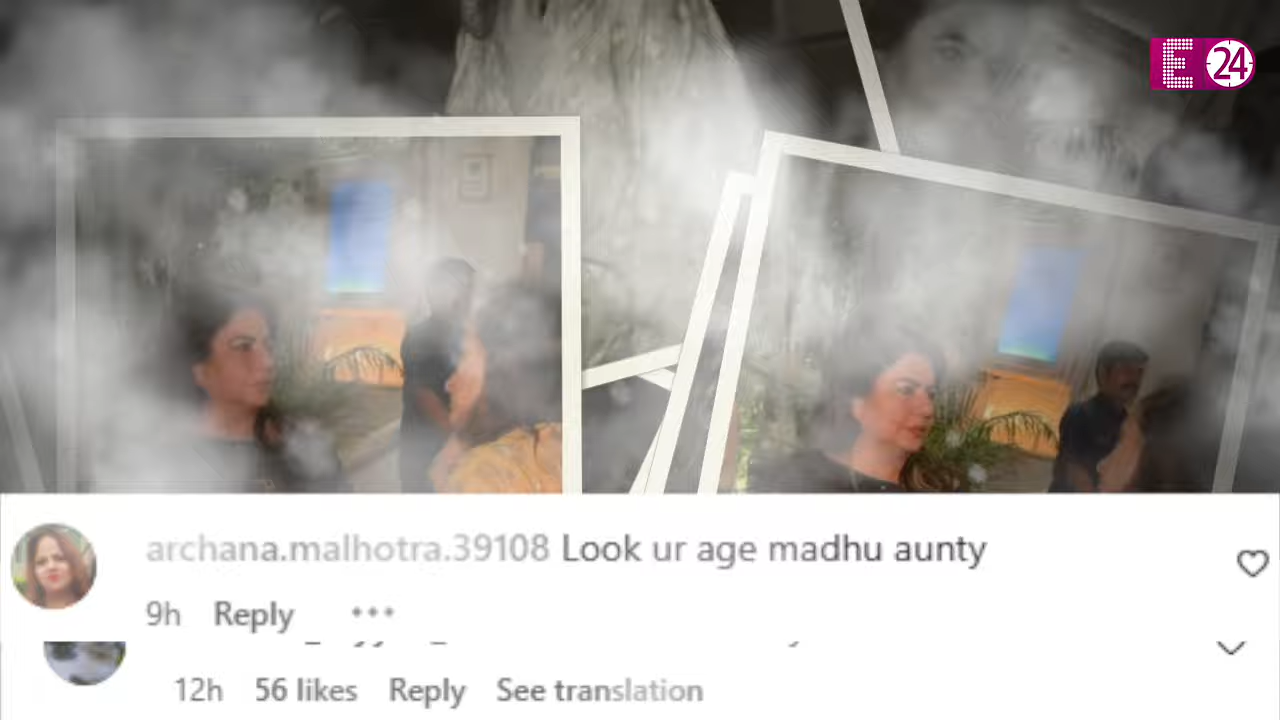 E 24
archana.malhotra.39108 Look ur age madhu aunty
9h Reply
12h 56 likes Reply See translation